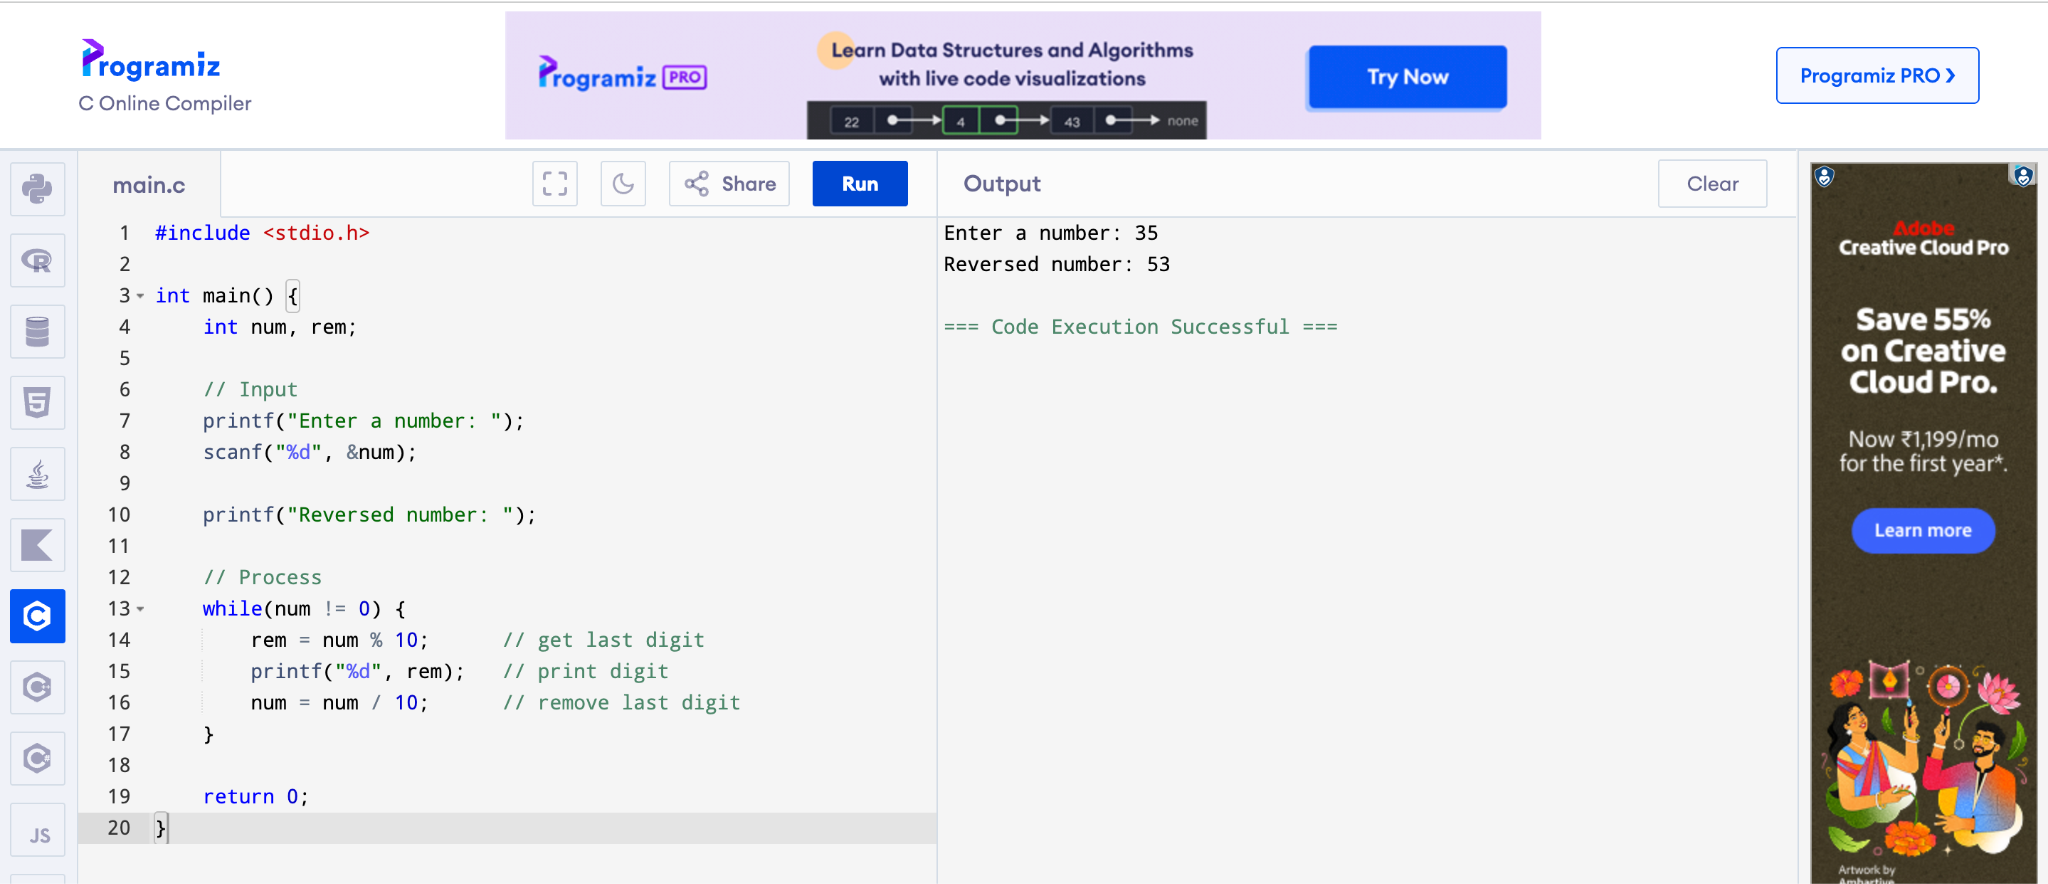 Programiz
C Online Compiler
Programiz PRO
Learn Data Structures and Algorithms
with live code visualizations
22 4 43 none
Try Now
Programiz PRO ❯
main.c
Share
Run
Output
Clear
1 #include <stdio.h>
2
3 int main() {
4     int num, rem;
5
6     // Input
7     printf("Enter a number: ");
8     scanf("%d", &num);
9
10     printf("Reversed number: ");
11
12     // Process
13     while(num != 0) {
14         rem = num % 10;      // get last digit
15         printf("%d", rem);   // print digit
16         num = num / 10;      // remove last digit
17     }
18
19     return 0;
20 }
Enter a number: 35
Reversed number: 53
=== Code Execution Successful ===
R
5
C
C+
C#
JS
Adobe
Creative Cloud Pro
Save 55%
on Creative
Cloud Pro.
Now ₹1,199/mo
for the first year*.
Learn more
Artwork by